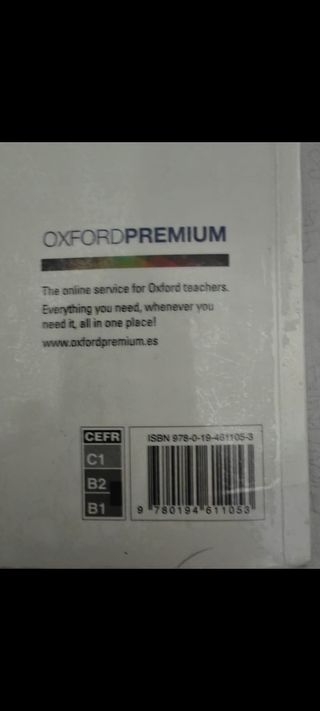 OXFORDPREMIUM
The online service for Oxford teachers.
Everything you need, whenever you
need it, all in one place!
www.oxfordpremium.es
CEFR
C1
B2
B1
ISBN 978-0-19-461105-3
9 780194 611053